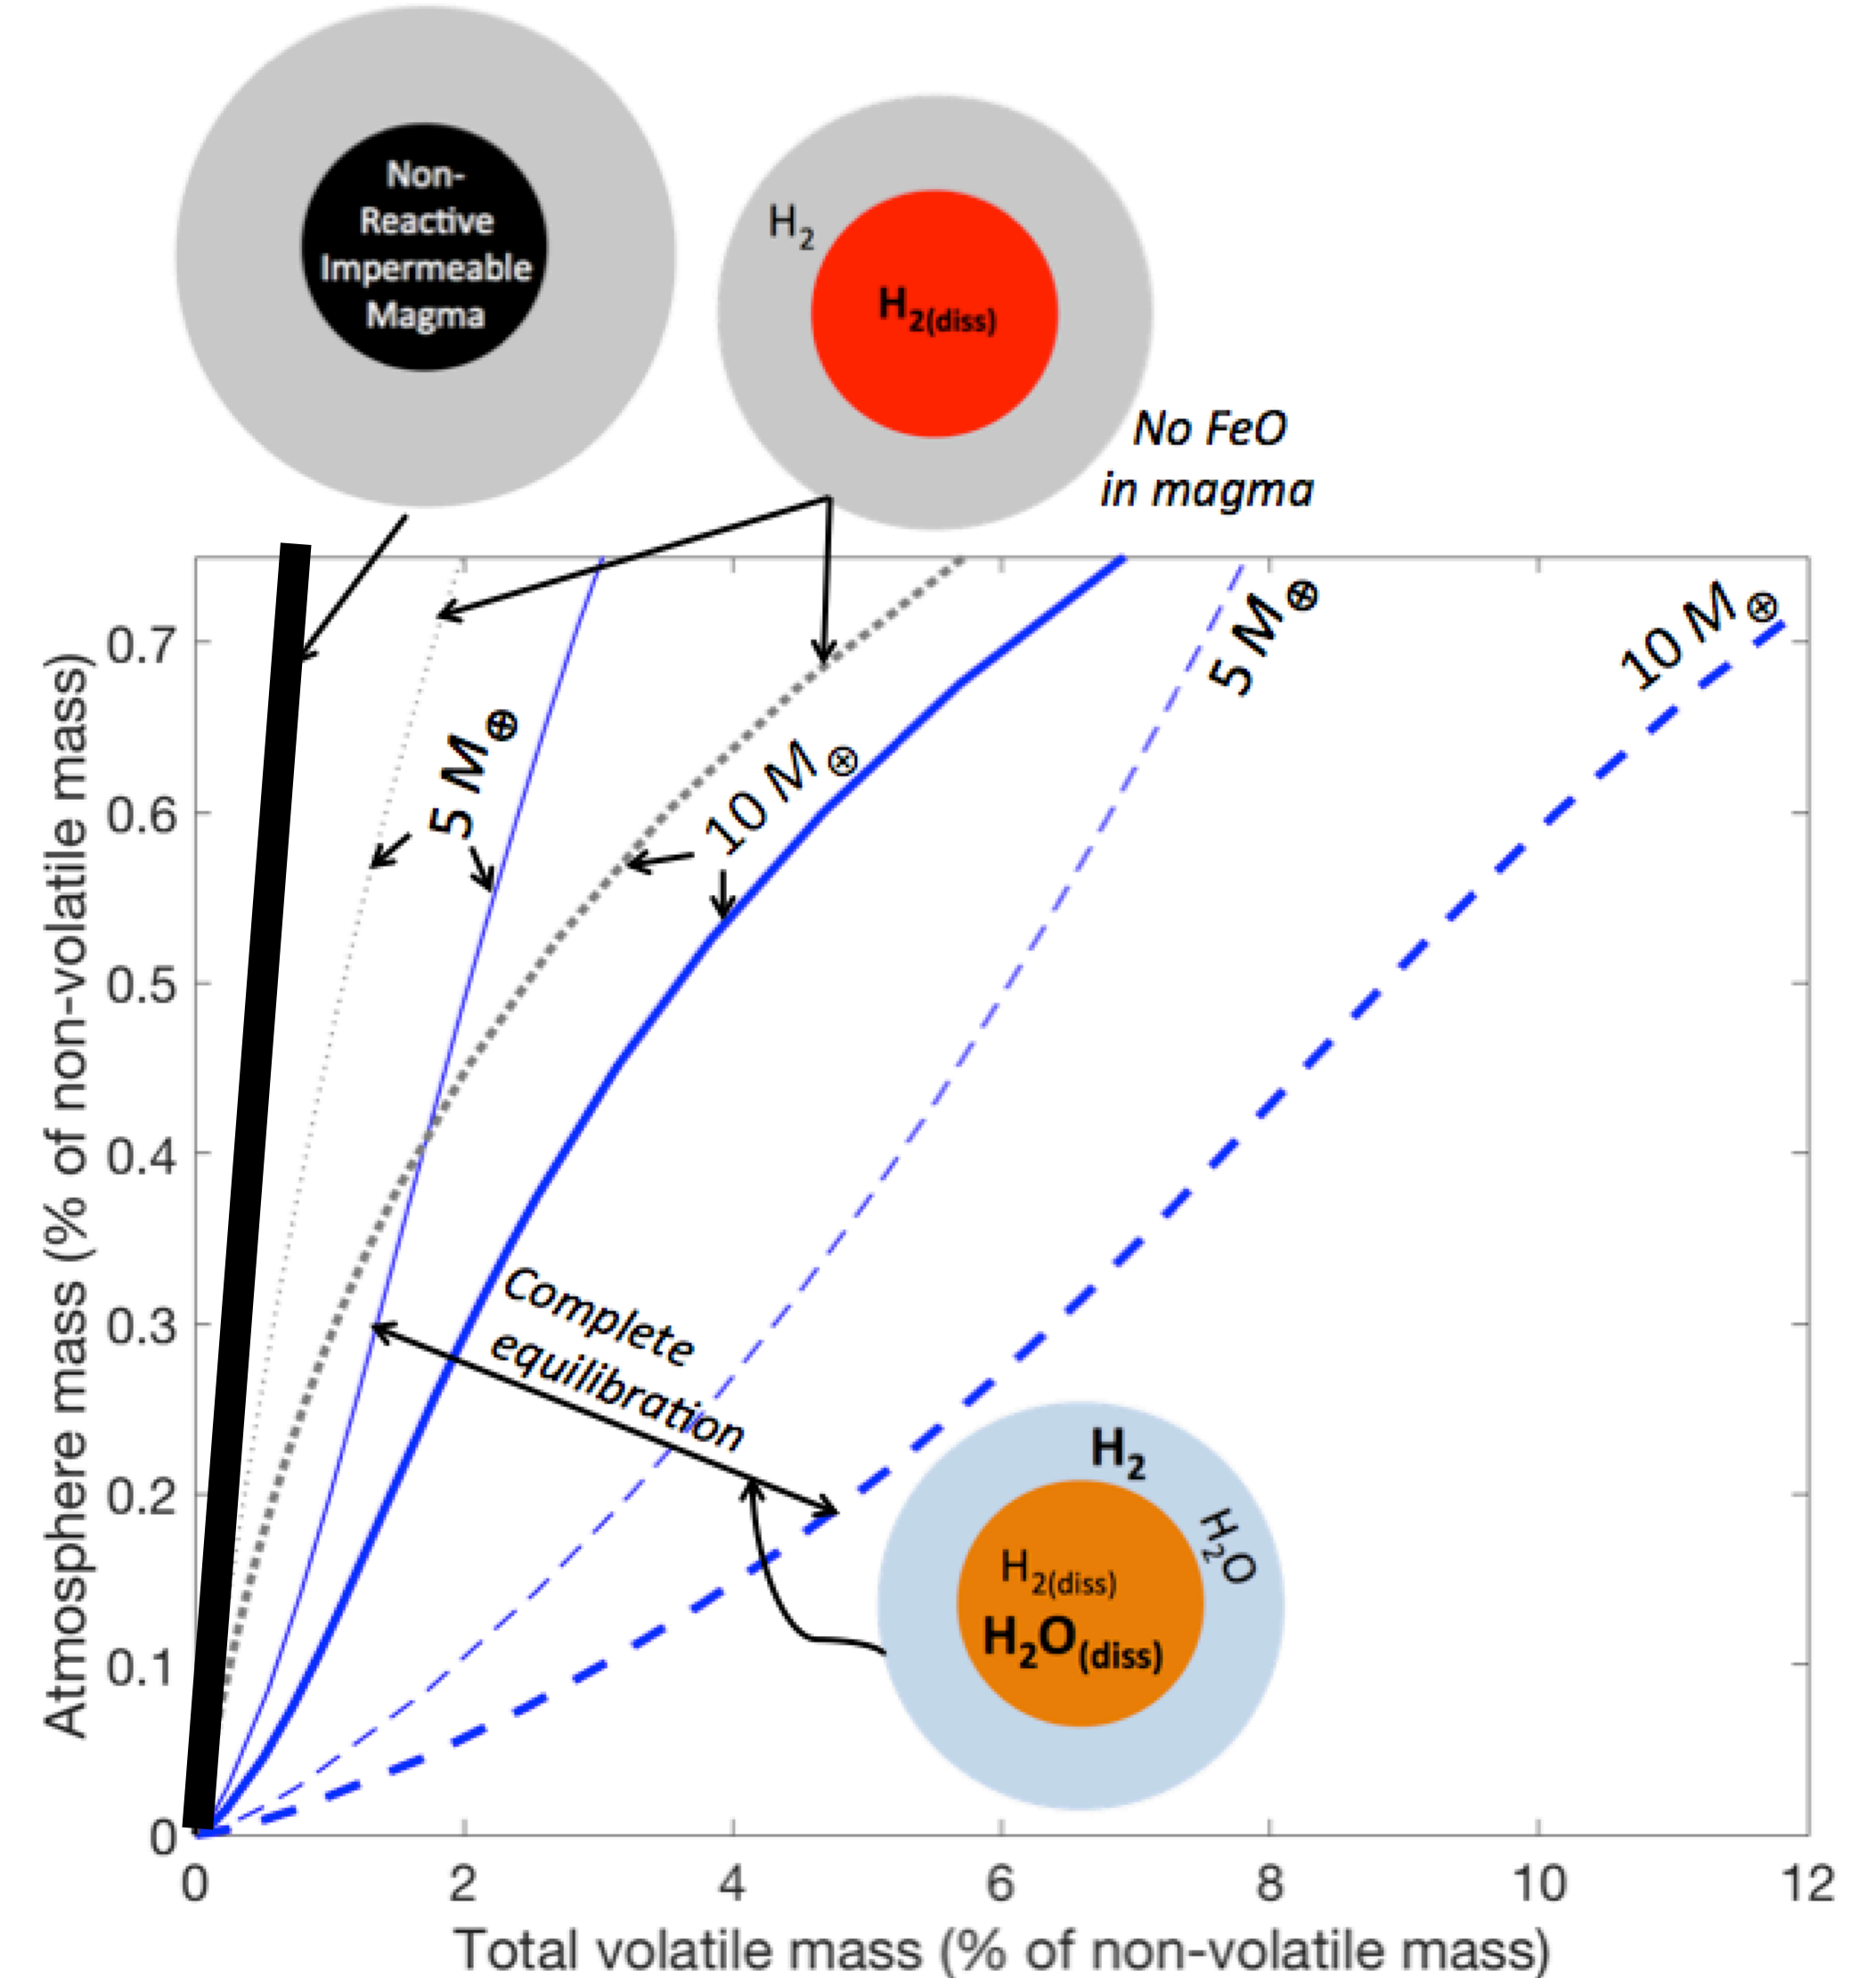 Non-
Reactive
Impermeable
Magma
H2
H2(diss)
No FeO
in magma
Atmosphere mass (% of non-volatile mass)
0.7
0.6
0.5
0.4
0.3
0.2
0.1
0
5 M⊕
10 M⊗
5 M⊕
10 M⊗
Complete
equilibration
H2
H2O
H2(diss)
H2O(diss)
0
2
4
6
8
10
12
Total volatile mass (% of non-volatile mass)